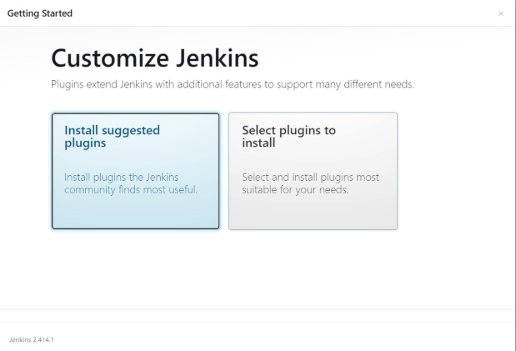 Getting Started
×
Customize Jenkins
Plugins extend Jenkins with additional features to support many different needs.
Install suggested
plugins
Install plugins the Jenkins
community finds most useful.
Select plugins to
install
Select and install plugins most
suitable for your needs.
Jenkins 2.414.1